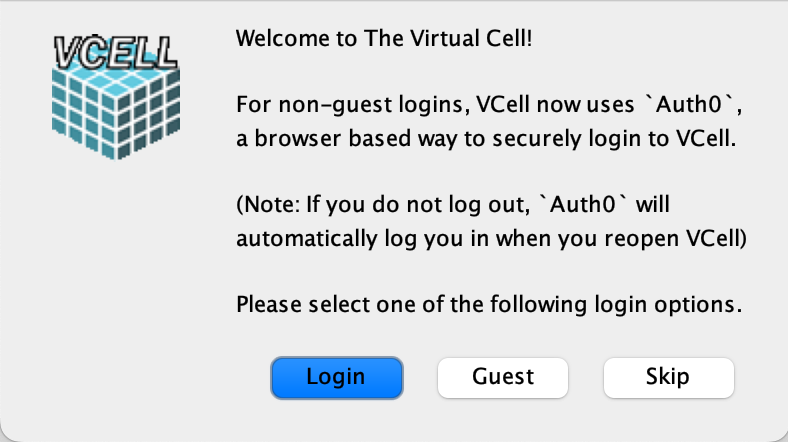 VCELL
Welcome to The Virtual Cell!
For non-guest logins, VCell now uses `Auth0`,
a browser based way to securely login to VCell.
(Note: If you do not log out, `Auth0` will
automatically log you in when you reopen VCell)
Please select one of the following login options.
Login Guest Skip